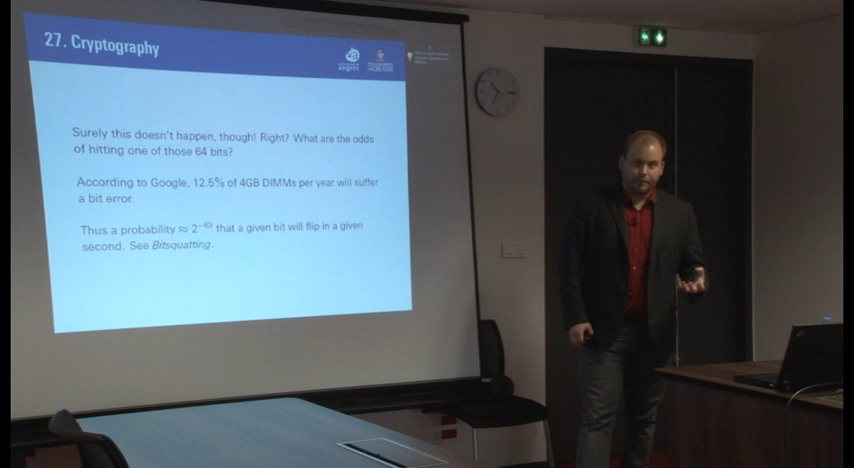 27. Cryptography
angers
Surely this doesn't happen, though! Right? What are the odds
of hitting one of those 64 bits?
According to Google, 12.5% of 4GB DIMMs per year will suffer
a bit error.
Thus a probability ≈ 2⁻⁶³ that a given bit will flip in a given
second. See Bitsquatting.